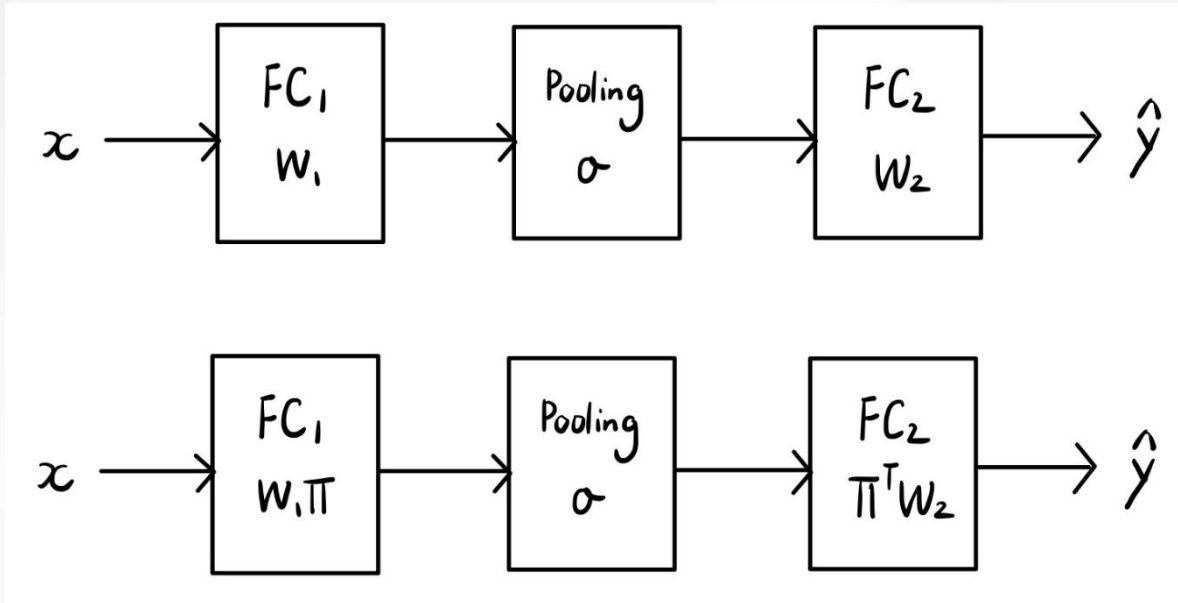 x
FC₁
W₁
Pooling
σ
FC₂
W₂
ŷ
x
FC₁
W₁Π
Pooling
σ
FC₂
ΠᵀW₂
ŷ